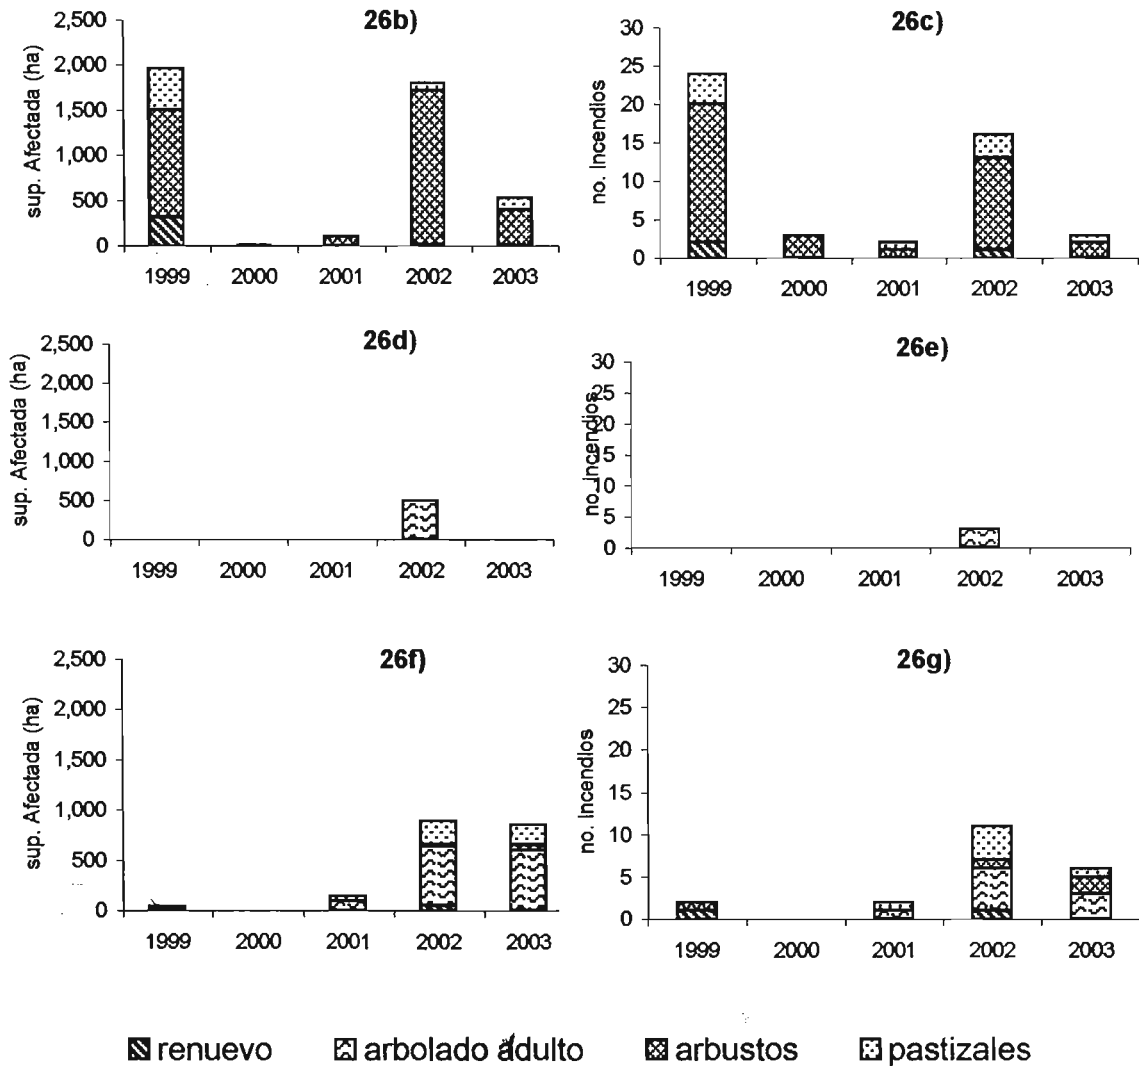 26b)
sup. Afectada (ha)
2,500
2,000
1,500
1,000
500
0
1999 2000 2001 2002 2003
26c)
no. Incendios
30
25
20
15
10
5
0
1999 2000 2001 2002 2003
26d)
sup. Afectada (ha)
2,500
2,000
1,500
1,000
500
0
1999 2000 2001 2002 2003
26e)
no. Incendios
30
25
20
15
10
5
0
1999 2000 2001 2002 2003
26f)
sup. Afectada (ha)
2,500
2,000
1,500
1,000
500
0
1999 2000 2001 2002 2003
26g)
no. Incendios
30
25
20
15
10
5
0
1999 2000 2001 2002 2003
renuevo arbolado adulto arbustos pastizales